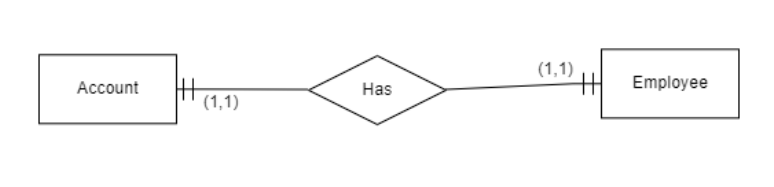 Account
(1,1)
Has
(1,1)
Employee